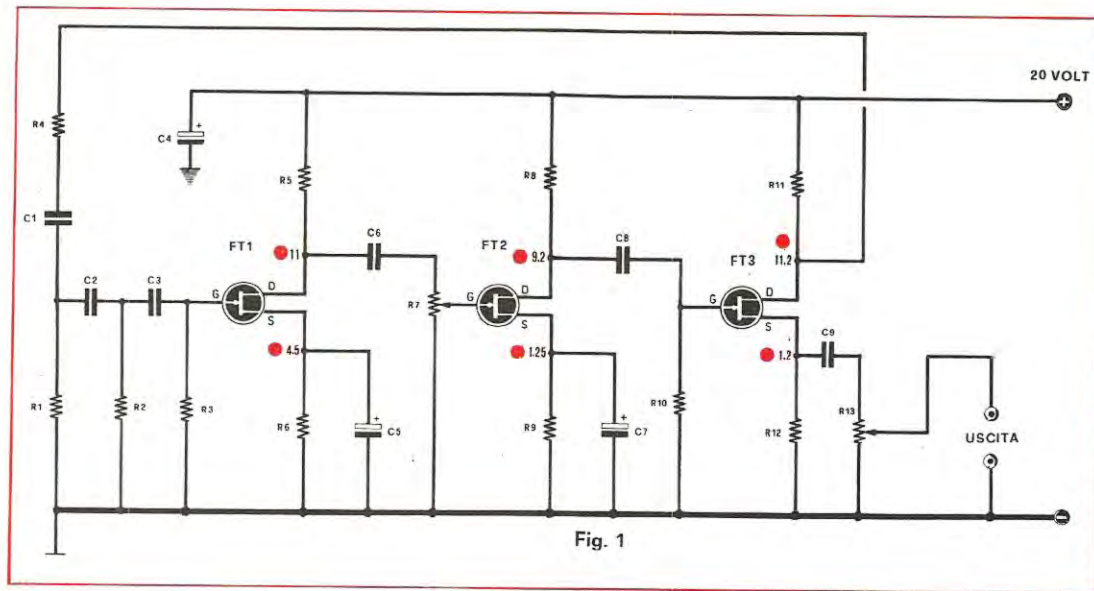 20 VOLT
+
R4
C4
+
R5
R8
R11
C1
FT1
11
C6
FT2
9.2
C8
FT3
11.2
C2
C3
G
D
S
R7
G
D
S
G
D
S
4.5
1.25
1.2
C9
R1
R2
R3
R6
+
C5
R9
+
C7
R10
R12
R13
USCITA
-
Fig. 1